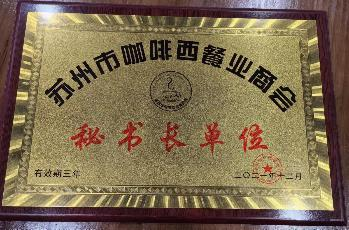 苏州市咖啡西餐业商会
秘书长单位
有效期三年
二〇二一年十二月